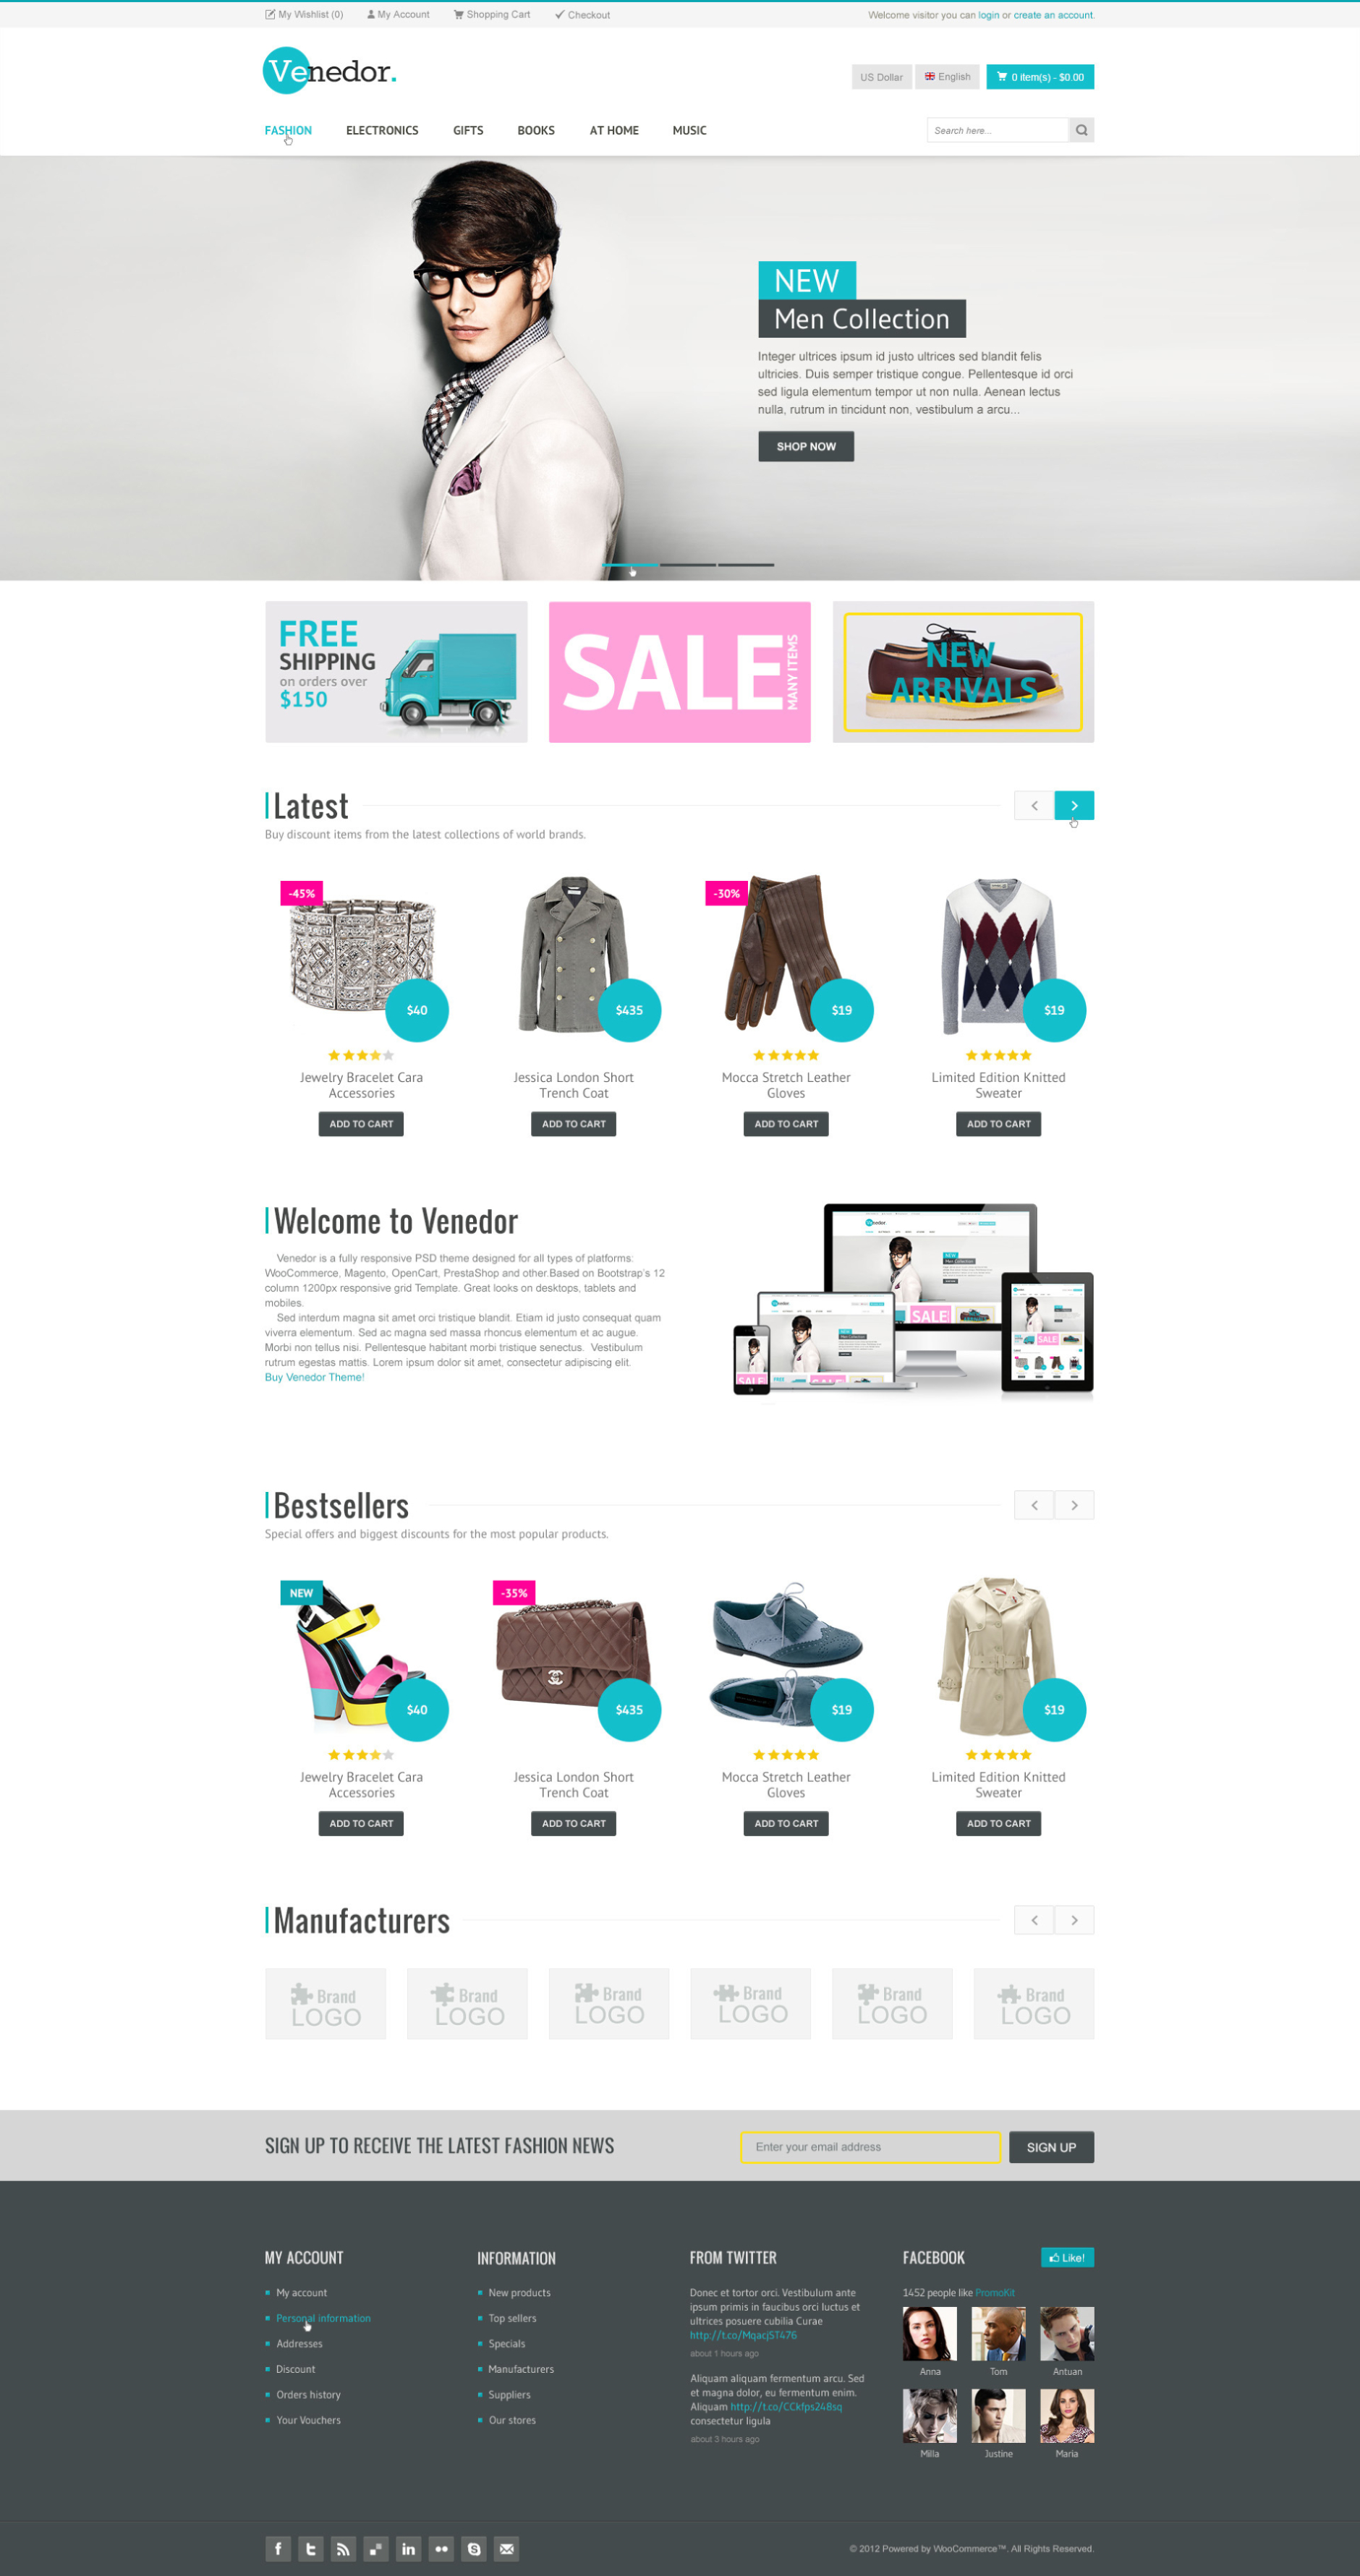 My Wishlist (0) My Account Shopping Cart Checkout
Welcome visitor you can login or create an account.
Venedor.
US Dollar English 0 item(s) - $0.00
FASHION ELECTRONICS GIFTS BOOKS AT HOME MUSIC
Search here...
NEW
Men Collection
Integer ultrices ipsum id justo ultrices sed blandit felis
ultricies. Duis semper tristique congue. Pellentesque id orci
sed ligula elementum tempor ut non nulla. Aenean lectus
nulla, rutrum in tincidunt non, vestibulum a arcu...
SHOP NOW
FREE
SHIPPING
on orders over
$150
SALE
MANY ITEMS
NEW
ARRIVALS
Latest
Buy discount items from the latest collections of world brands.
-45%
-30%
$40
$435
$19
$19
Jewelry Bracelet Cara
Accessories
Jessica London Short
Trench Coat
Mocca Stretch Leather
Gloves
Limited Edition Knitted
Sweater
ADD TO CART
ADD TO CART
ADD TO CART
ADD TO CART
Welcome to Venedor
Venedor is a fully responsive PSD theme designed for all types of platforms:
WooCommerce, Magento, OpenCart, PrestaShop and other.Based on Bootstrap's 12
column 1200px responsive grid Template. Great looks on desktops, tablets and
mobiles.
Sed interdum magna sit amet orci tristique blandit. Etiam id justo consequat quam
viverra elementum. Sed ac magna sed massa rhoncus elementum et ac augue.
Morbi non tellus nisi. Pellentesque habitant morbi tristique senectus. Vestibulum
rutrum egestas mattis. Lorem ipsum dolor sit amet, consectetur adipiscing elit.
Buy Venedor Theme!
Bestsellers
Special offers and biggest discounts for the most popular products.
NEW
-35%
$40
$435
$19
$19
Jewelry Bracelet Cara
Accessories
Jessica London Short
Trench Coat
Mocca Stretch Leather
Gloves
Limited Edition Knitted
Sweater
ADD TO CART
ADD TO CART
ADD TO CART
ADD TO CART
Manufacturers
Brand
LOGO
Brand
LOGO
Brand
LOGO
Brand
LOGO
Brand
LOGO
Brand
LOGO
SIGN UP TO RECEIVE THE LATEST FASHION NEWS
Enter your email address
SIGN UP
MY ACCOUNT
My account
Personal information
Addresses
Discount
Orders history
Your Vouchers
INFORMATION
New products
Top sellers
Specials
Manufacturers
Suppliers
Our stores
FROM TWITTER
Donec et tortor orci. Vestibulum ante
ipsum primis in faucibus orci luctus et
ultrices posuere cubilia Curae
http://t.co/MqacjST476
about 1 hours ago
Aliquam aliquam fermentum arcu. Sed
et magna dolor, eu fermentum enim.
Aliquam http://t.co/CCkfps248sq
consectetur ligula
about 3 hours ago
FACEBOOK
Like!
1452 people like PromoKit
Anna Tom Antuan
Milla Justine Maria
© 2012 Powered by WooCommerce™. All Rights Reserved.